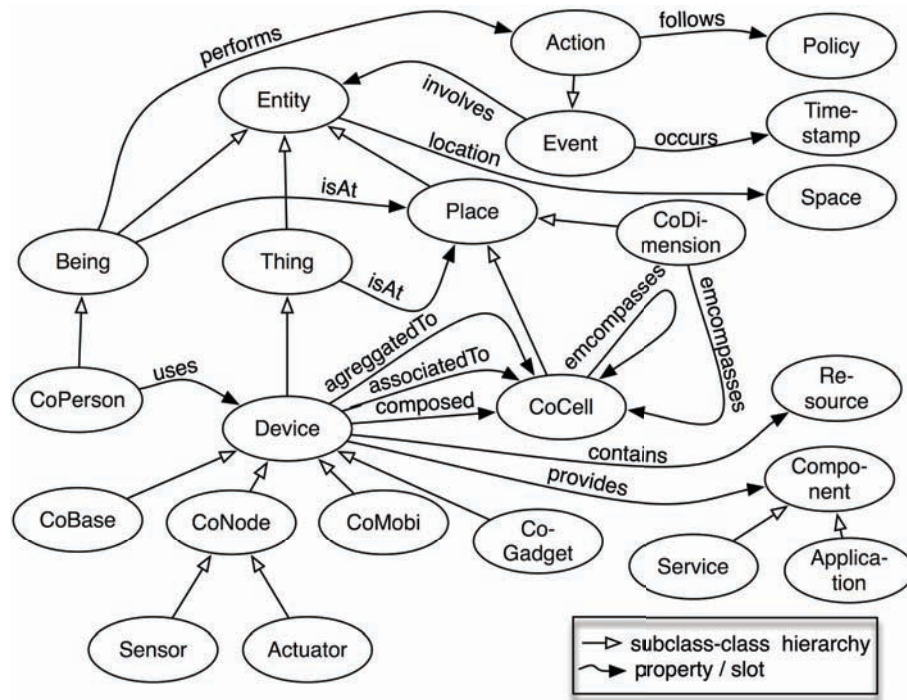 performs
Action
follows
Policy
Entity
involves
Event
occurs
Time-
stamp
location
Space
isAt
Place
CoDi-
mension
Being
Thing
isAt
emcompasses
emcompasses
agreggatedTo
associatedTo
composed
uses
CoPerson
Device
CoCell
Re-
source
contains
provides
Compo-
nent
CoBase
CoNode
CoMobi
Co-
Gadget
Service
Applica-
tion
Sensor
Actuator
subclass-class hierarchy
property / slot